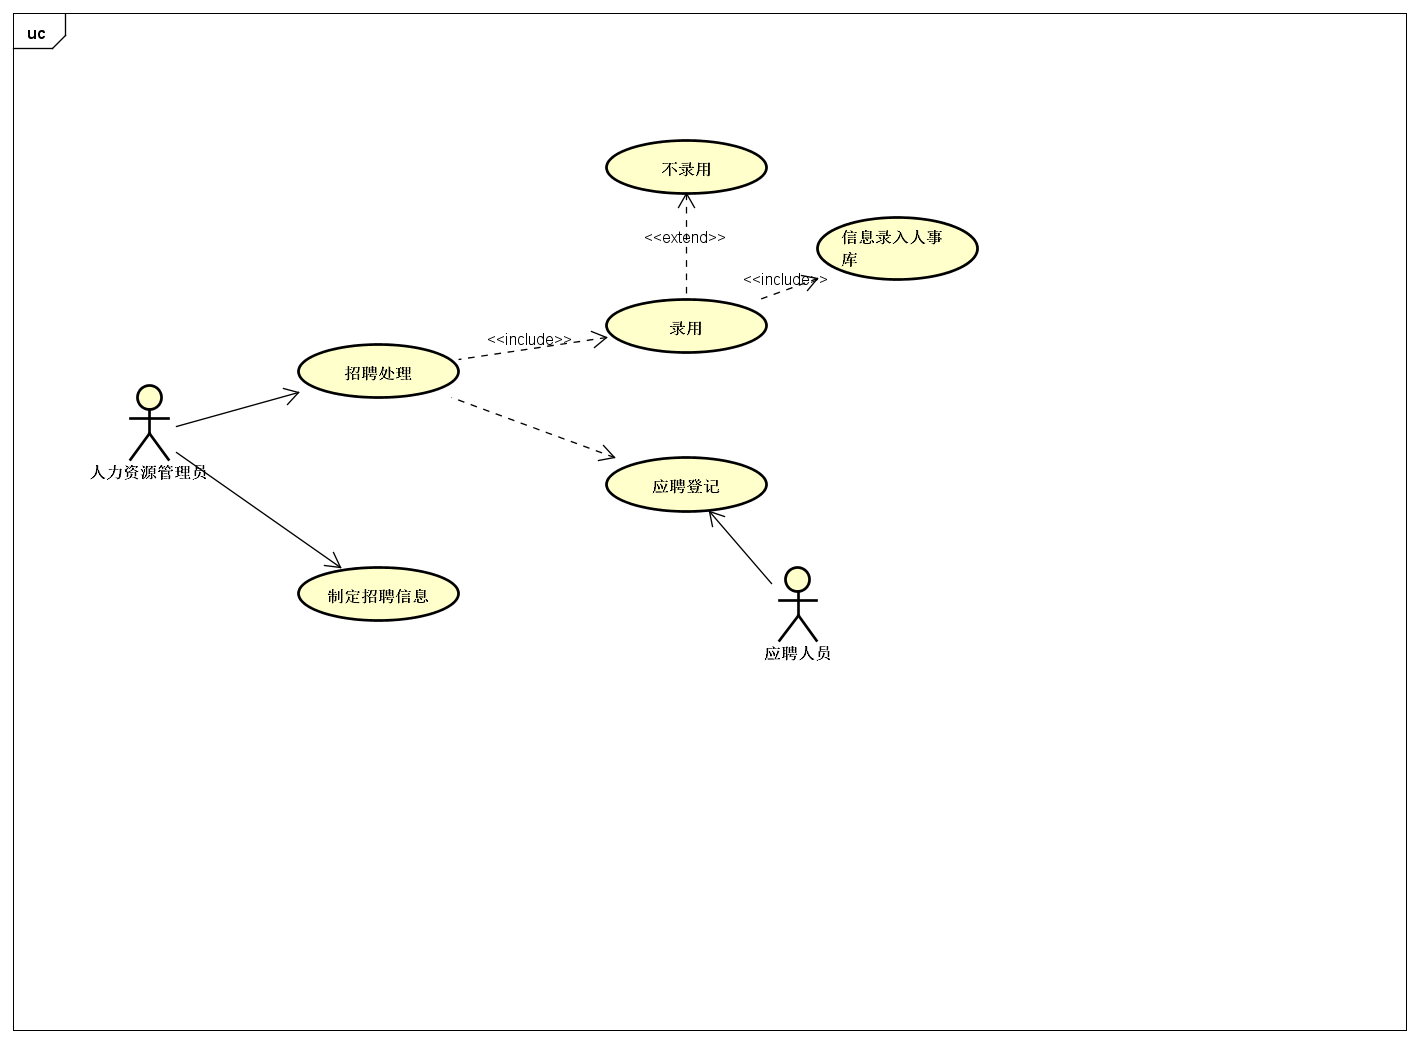 uc
不录用
<<extend>>
信息录入人事
库
<<include>>
录用
<<include>>
招聘处理
人力资源管理员
应聘登记
制定招聘信息
应聘人员